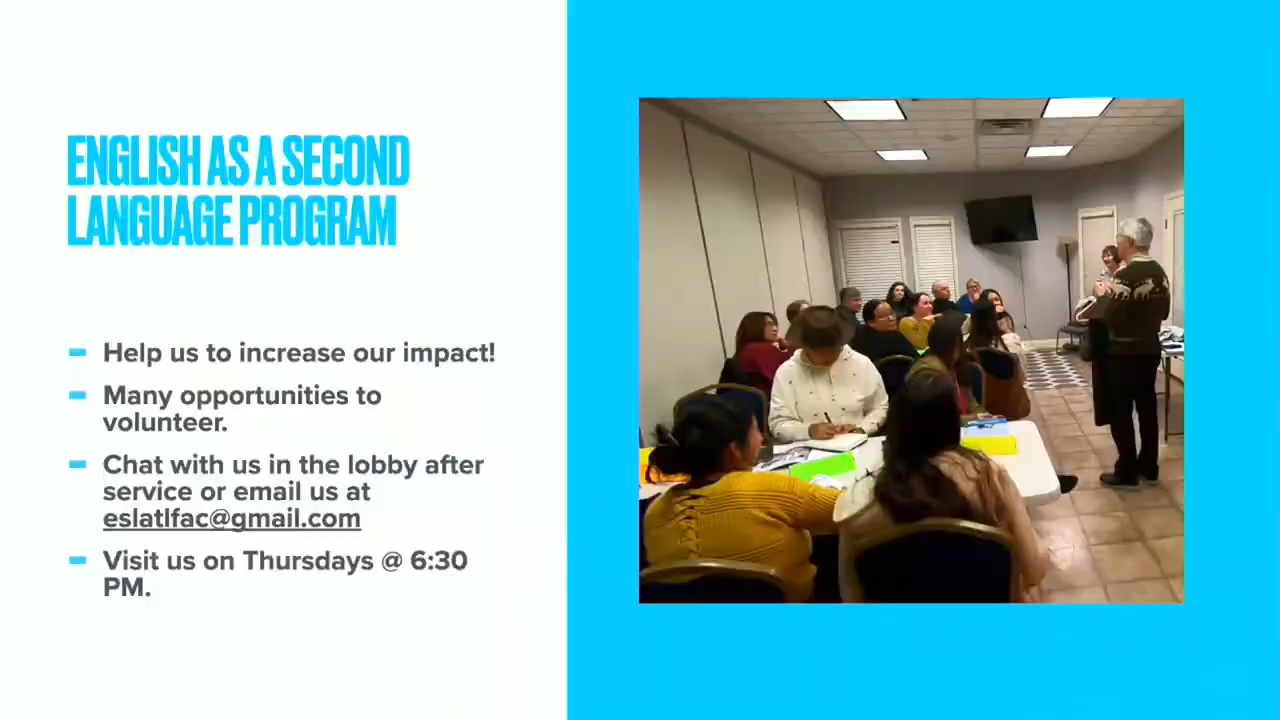 ENGLISH AS A SECOND
LANGUAGE PROGRAM
Help us to increase our impact!
Many opportunities to
volunteer.
Chat with us in the lobby after
service or email us at
eslatlfac@gmail.com
Visit us on Thursdays @ 6:30
PM.